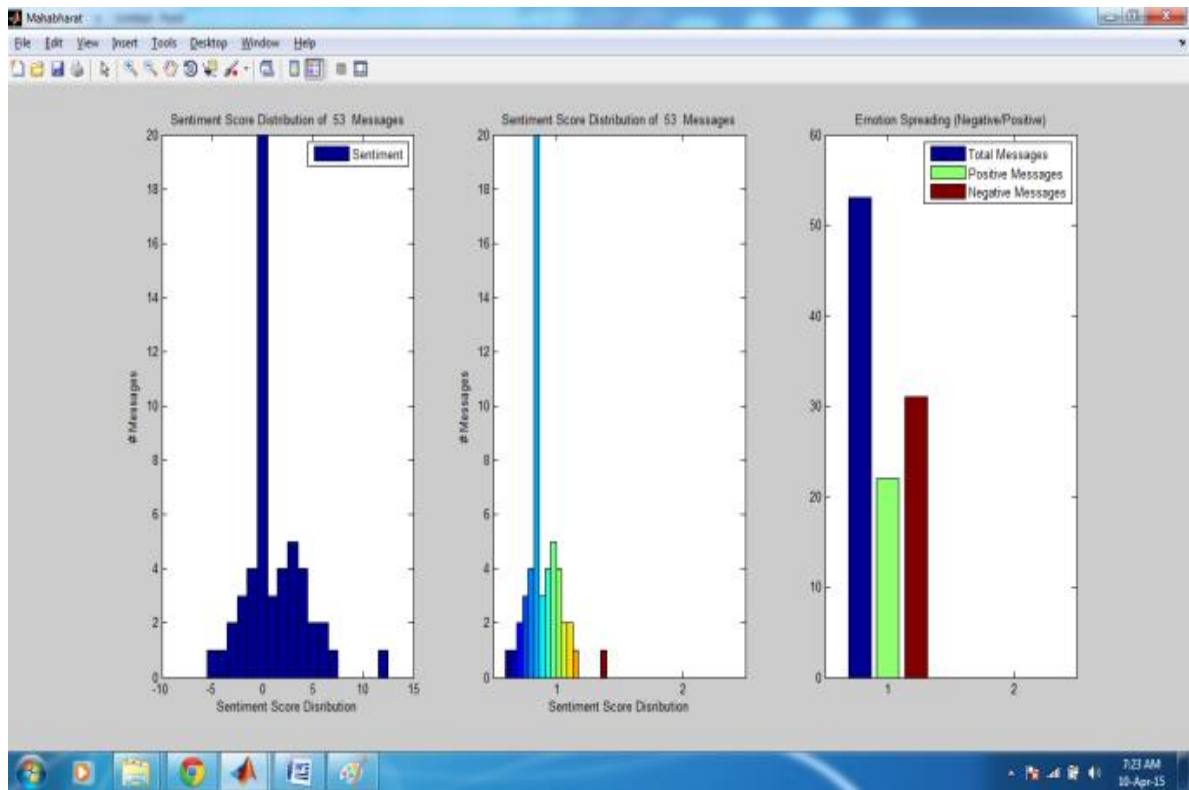 Mahabharat
File Edit View Insert Tools Desktop Window Help
Sentiment Score Distribution of 53 Messages
20
18
16
14
12
10
8
6
4
2
0
# Messages
Sentiment
-10 -5 0 5 10 15
Sentiment Score Disribution
Sentiment Score Distribution of 53 Messages
20
18
16
14
12
10
8
6
4
2
0
# Messages
1 2
Sentiment Score Disribution
Emotion Spreading (Negative/Positive)
60
50
40
30
20
10
0
Total Messages
Positive Messages
Negative Messages
1 2
7:23 AM
10-Apr-15